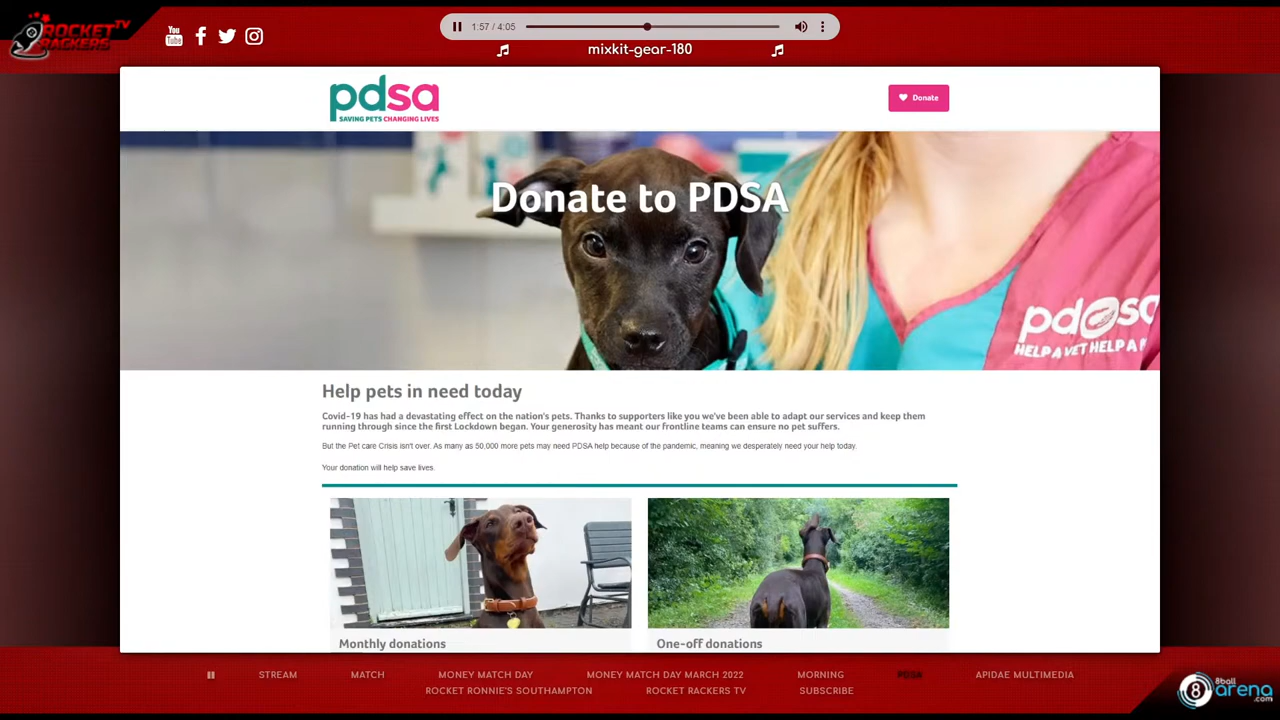 ROCKET TV
RACKERS
You
Tube
1:57 / 4:05
mixkit-gear-180
pdsa
SAVING PETS CHANGING LIVES
Donate
Donate to PDSA
pdsa
HELP A VET HELP A
Help pets in need today
Covid-19 has had a devastating effect on the nation's pets. Thanks to supporters like you we've been able to adapt our services and keep them
running through since the first Lockdown began. Your generosity has meant our frontline teams can ensure no pet suffers.
But the Pet care Crisis isn't over. As many as 50,000 more pets may need PDSA help because of the pandemic, meaning we desperately need your help today.
Your donation will help save lives.
Monthly donations
One-off donations
STREAM MATCH MONEY MATCH DAY MONEY MATCH DAY MARCH 2022 MORNING PDSA APIDAE MULTIMEDIA
ROCKET RONNIE'S SOUTHAMPTON ROCKET RACKERS TV SUBSCRIBE
8
8ball
arena
.com